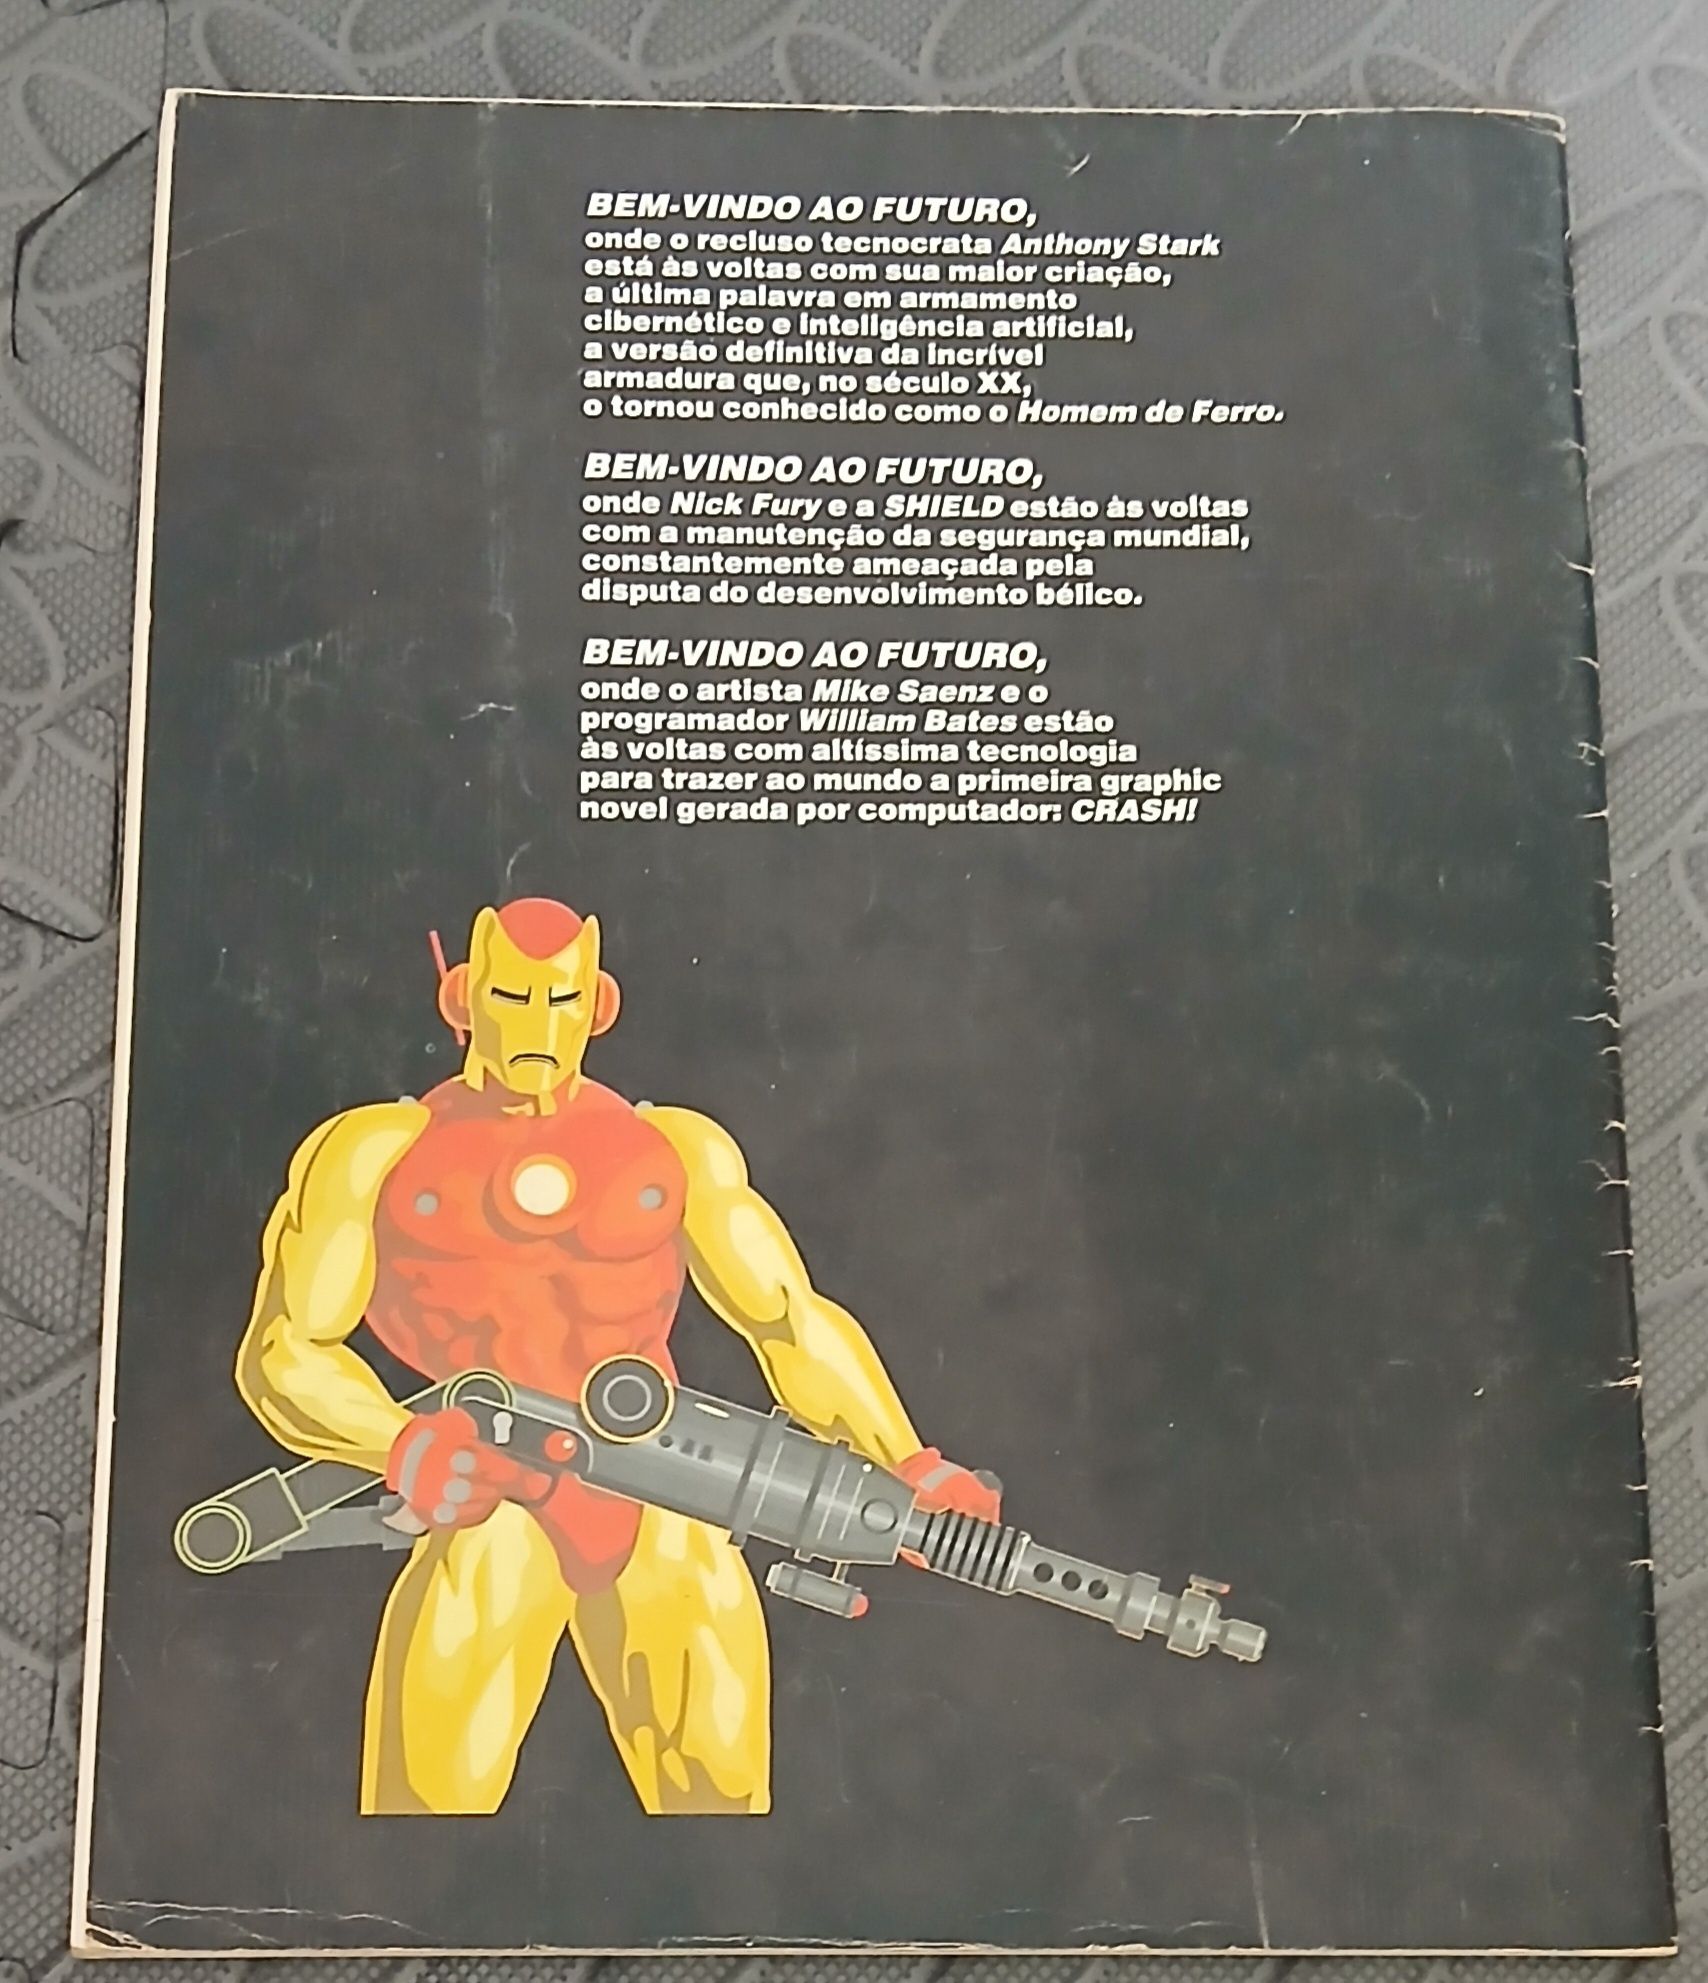 BEM-VINDO AO FUTURO,
onde o recluso tecnocrata Anthony Stark
está às voltas com sua maior criação,
a última palavra em armamento
cibernético e inteligência artificial,
a versão definitiva da incrível
armadura que, no século XX,
o tornou conhecido como o Homem de Ferro.
BEM-VINDO AO FUTURO,
onde Nick Fury e a SHIELD estão às voltas
com a manutenção da segurança mundial,
constantemente ameaçada pela
disputa do desenvolvimento bélico.
BEM-VINDO AO FUTURO,
onde o artista Mike Saenz e o
programador William Bates estão
às voltas com altíssima tecnologia
para trazer ao mundo a primeira graphic
novel gerada por computador: CRASH!